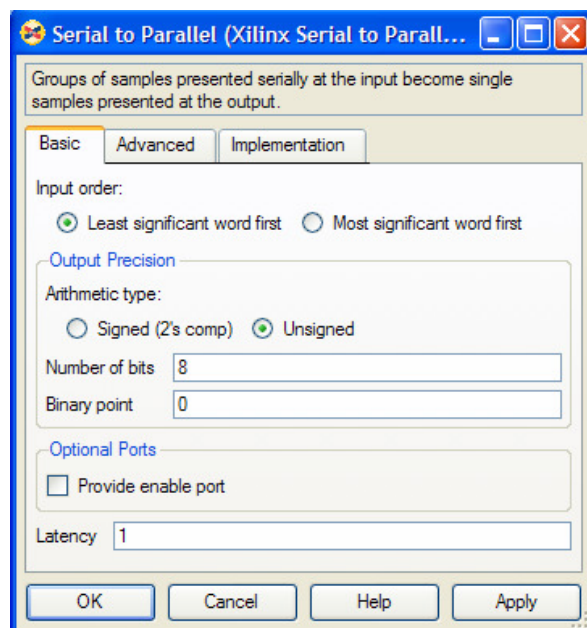 Serial to Parallel (Xilinx Serial to Parall...
Groups of samples presented serially at the input become single
samples presented at the output.
Basic Advanced Implementation
Input order:
Least significant word first Most significant word first
Output Precision
Arithmetic type:
Signed (2's comp) Unsigned
Number of bits 8
Binary point 0
Optional Ports
Provide enable port
Latency 1
OK Cancel Help Apply